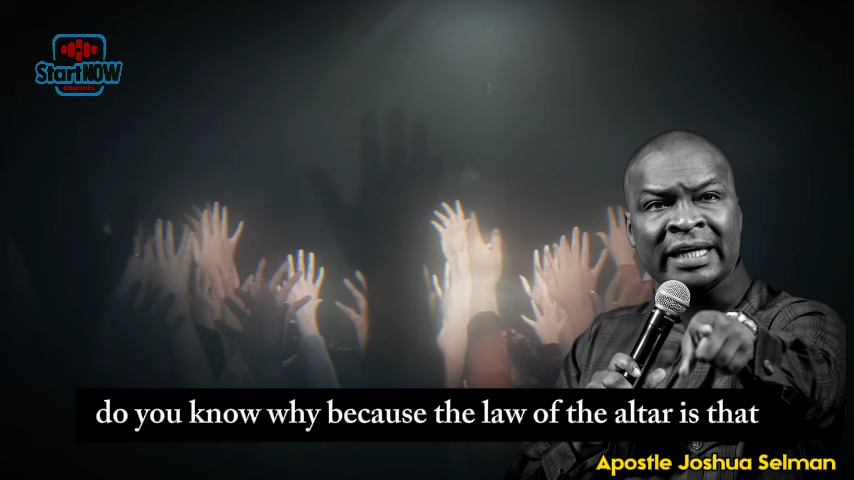 StartNOW
CHANNEL
do you know why because the law of the altar is that
Apostle Joshua Selman